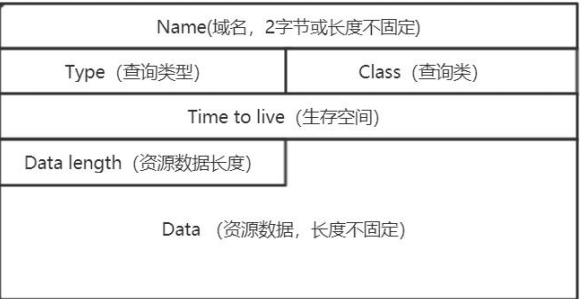 Name(域名，2字节或长度不固定)
Type（查询类型）
Class（查询类）
Time to live（生存空间）
Data length（资源数据长度）
Data （资源数据，长度不固定）